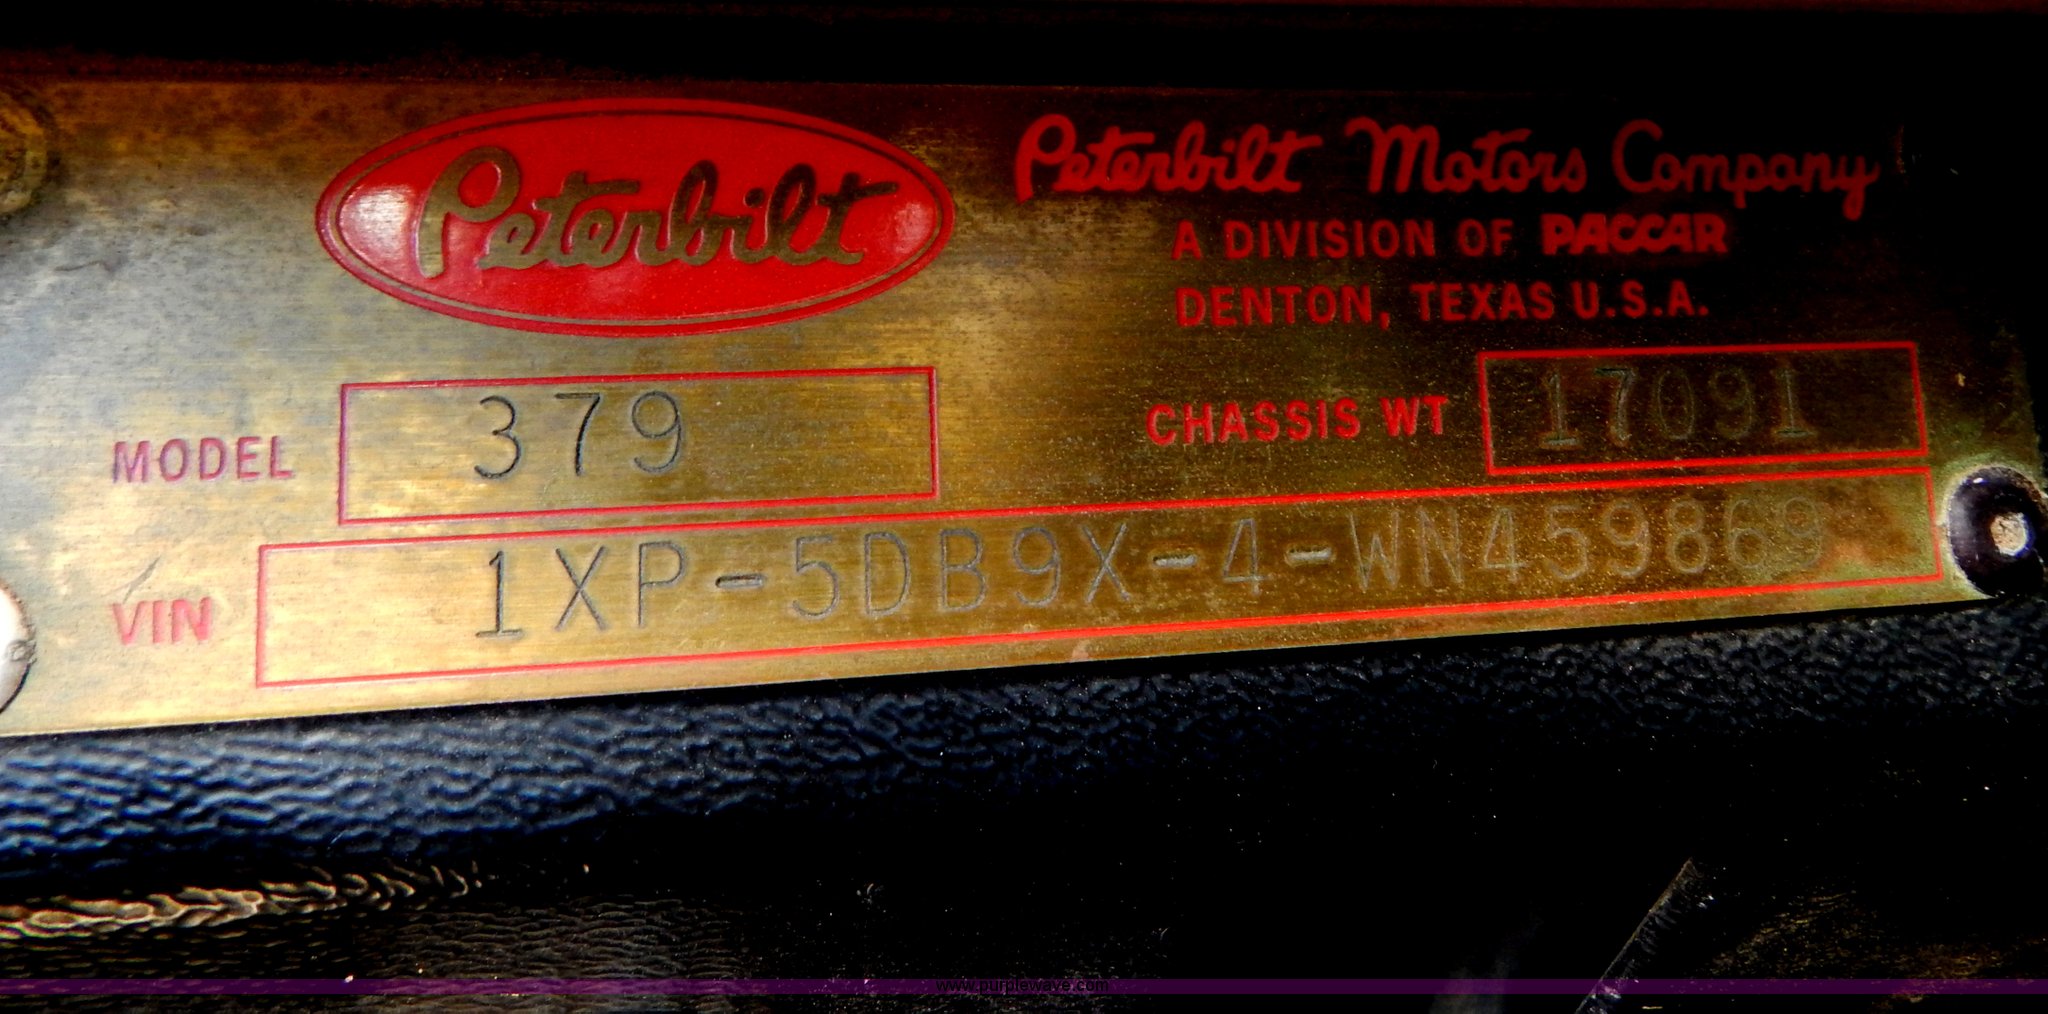 Peterbilt
Peterbilt Motors Company
A DIVISION OF PACCAR
DENTON, TEXAS U.S.A.
MODEL 379
CHASSIS WT 17091
VIN 1XP-5DB9X-4-WN459869
www.purplewave.com